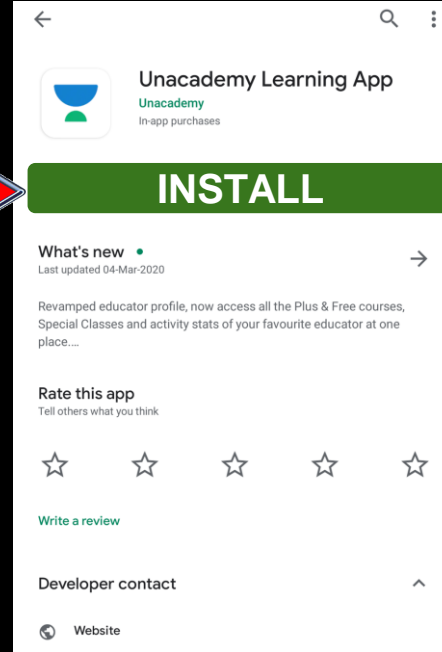 Unacademy Learning App
Unacademy
In-app purchases
INSTALL
What's new
Last updated 04-Mar-2020
Revamped educator profile, now access all the Plus & Free courses,
Special Classes and activity stats of your favourite educator at one
place....
Rate this app
Tell others what you think
Write a review
Developer contact
Website